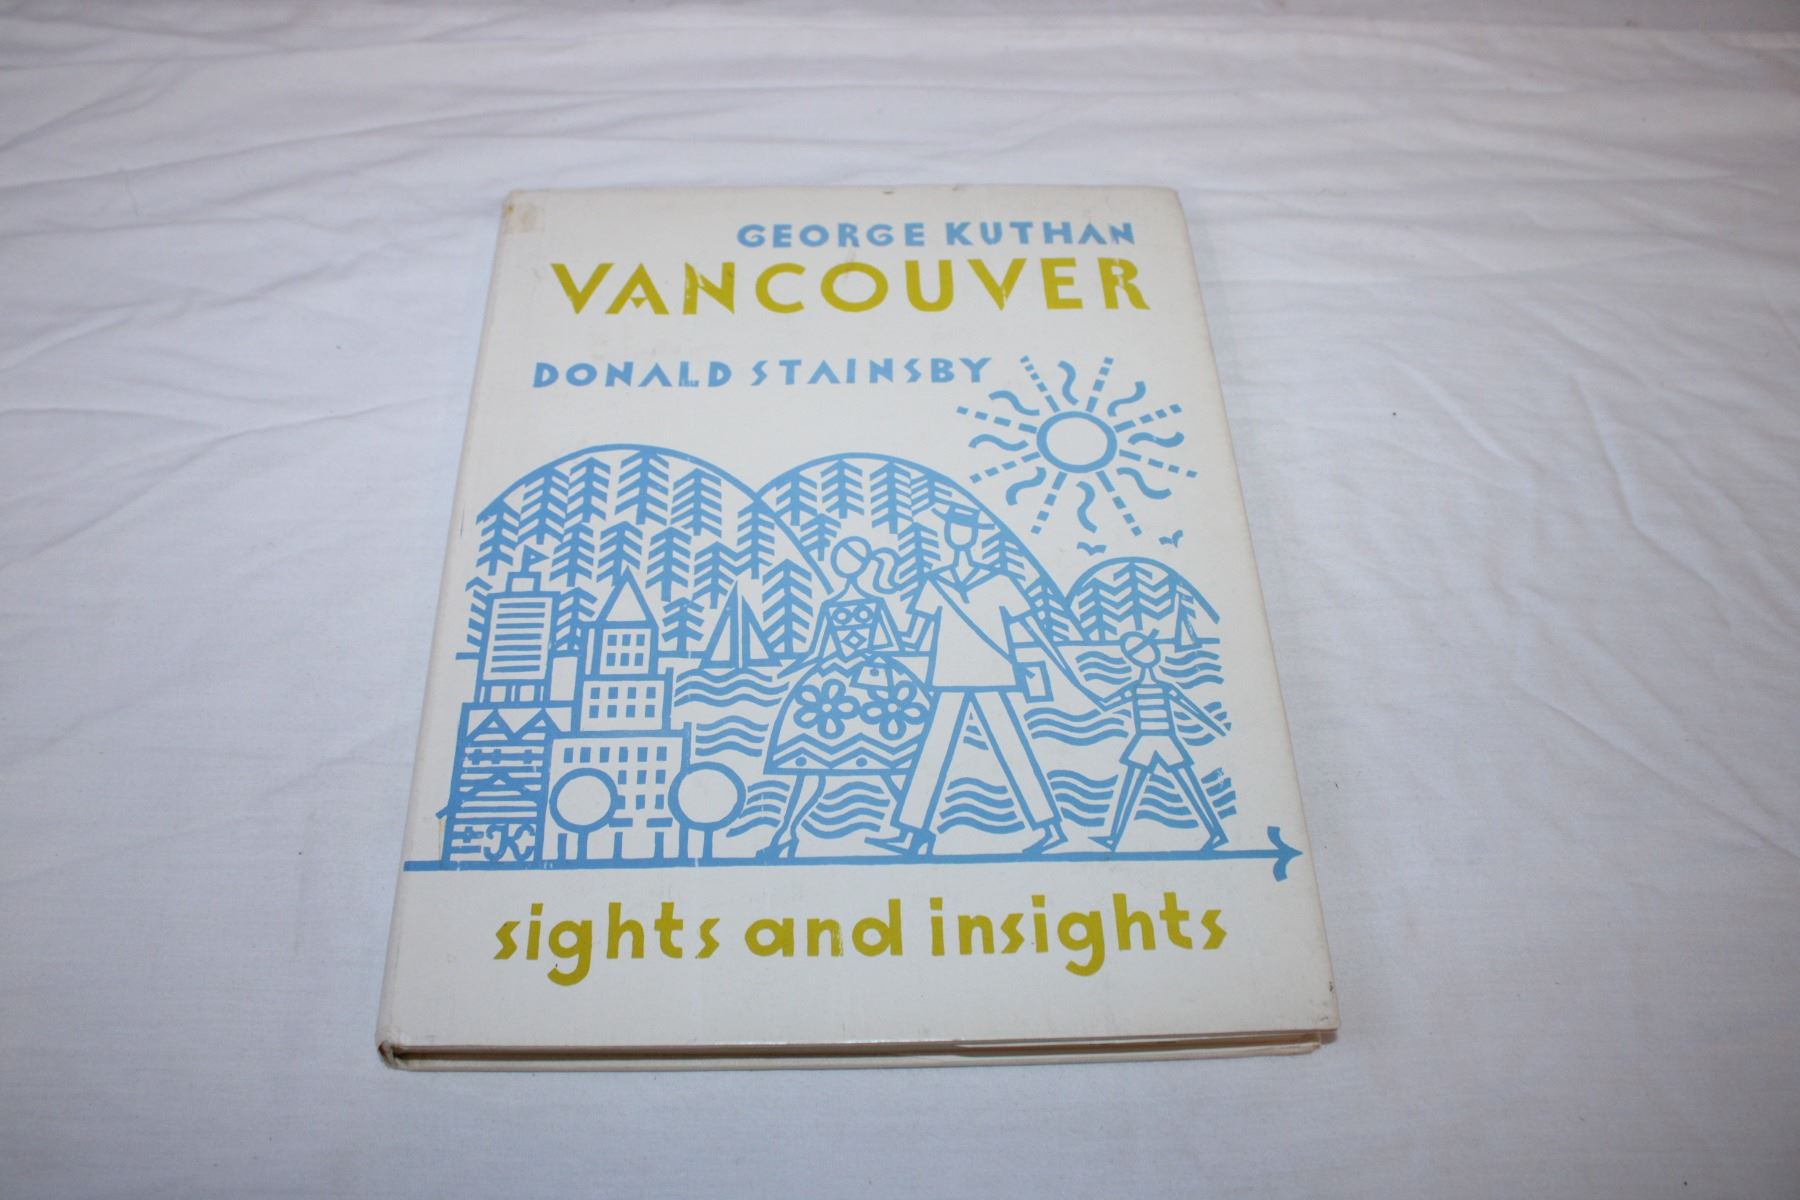 GEORGE KUTHAN
VANCOUVER
DONALD STAINSBY
sights and insights